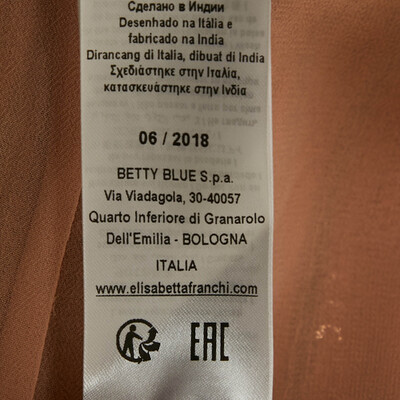 Сделано в Индии
Desenhado na Itália e
fabricado na India
Dirancang di Italia, dibuat di India
Σχεδιάστηκε στην Ιταλία,
κατασκευάστηκε στην Ινδία
06 / 2018
BETTY BLUE S.p.a.
Via Viadagola, 30-40057
Quarto Inferiore di Granarolo
Dell'Emilia - BOLOGNA
ITALIA
www.elisabettafranchi.com
EAC